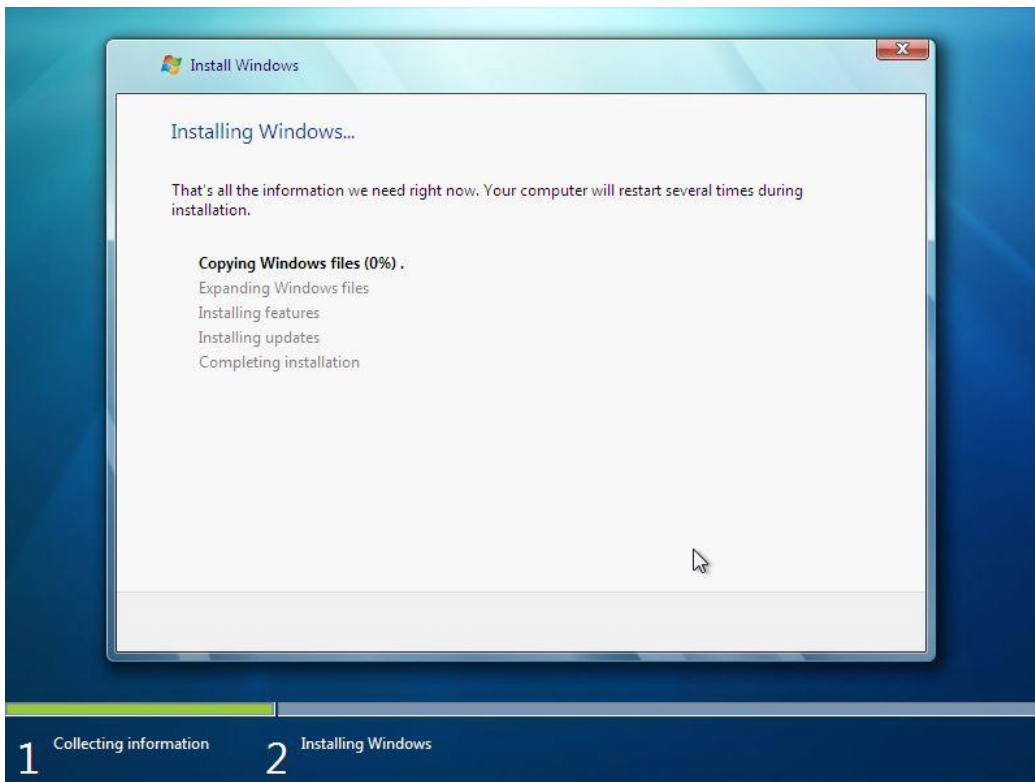 Install Windows
Installing Windows...
That's all the information we need right now. Your computer will restart several times during
installation.
Copying Windows files (0%) .
Expanding Windows files
Installing features
Installing updates
Completing installation
1 Collecting information 2 Installing Windows